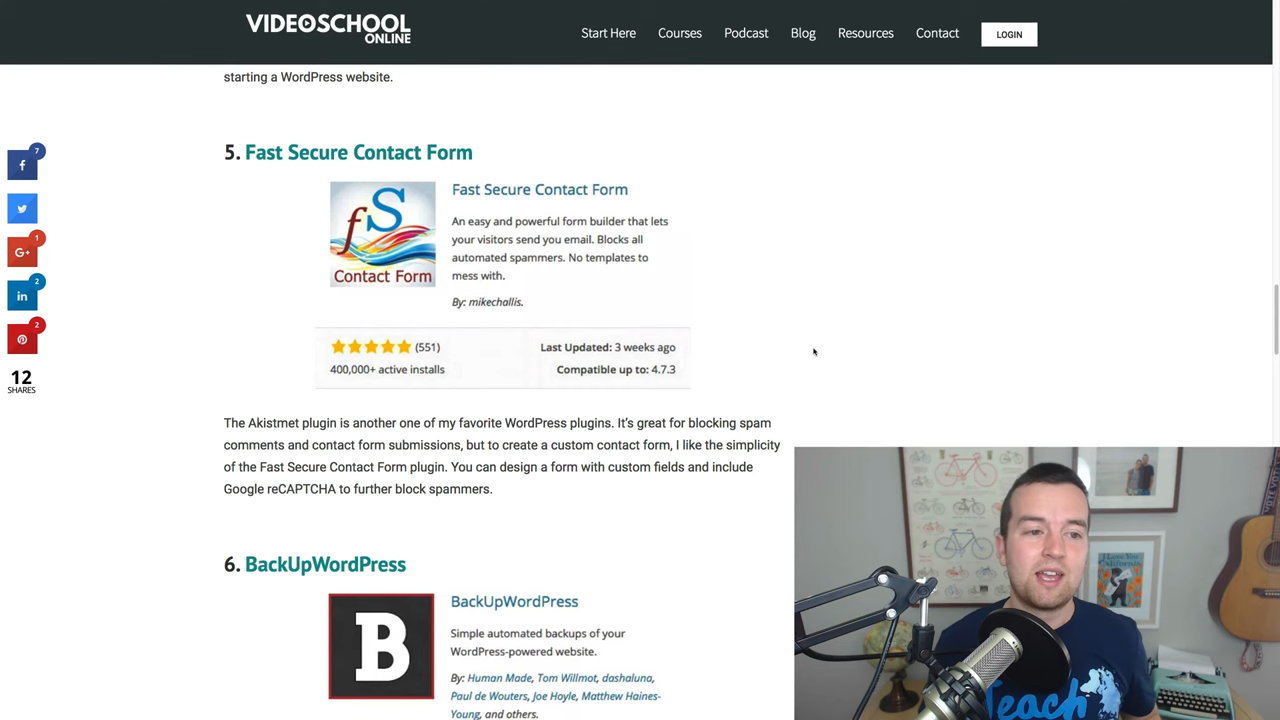 VIDEOSCHOOL
ONLINE
Start Here
Courses
Podcast
Blog
Resources
Contact
LOGIN
starting a WordPress website.
7
1
2
2
12
SHARES
5. Fast Secure Contact Form
fS
Contact Form
Fast Secure Contact Form
An easy and powerful form builder that lets
your visitors send you email. Blocks all
automated spammers. No templates to
mess with.
By: mikechallis.
(551)
400,000+ active installs
Last Updated: 3 weeks ago
Compatible up to: 4.7.3
The Akistmet plugin is another one of my favorite WordPress plugins. It's great for blocking spam
comments and contact form submissions, but to create a custom contact form, I like the simplicity
of the Fast Secure Contact Form plugin. You can design a form with custom fields and include
Google reCAPTCHA to further block spammers.
6. BackUpWordPress
B
BackUpWordPress
Simple automated backups of your
WordPress-powered website.
By: Human Made, Tom Willmot, dashaluna,
Paul de Wouters, Joe Hoyle, Matthew Haines-
Young, and others.
I Love You
California
Teach